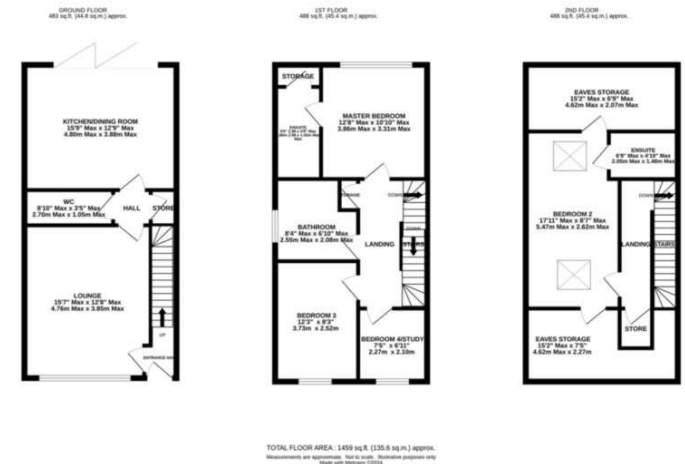 GROUND FLOOR
483 sq.ft. (44.8 sq.m.) approx.
1ST FLOOR
488 sq.ft. (45.4 sq.m.) approx.
2ND FLOOR
488 sq.ft. (45.4 sq.m.) approx.
KITCHEN/DINING ROOM
15'9" Max x 12'9" Max
4.80m Max x 3.88m Max
WC
8'10" Max x 3'5" Max
2.70m Max x 1.05m Max
HALL
STORE
LOUNGE
15'7" Max x 12'8" Max
4.76m Max x 3.85m Max
UP
ENTRANCE HALL
STORAGE
MASTER BEDROOM
12'8" Max x 10'10" Max
3.86m Max x 3.31m Max
ENSUITE
STORAGE
DOWN
BATHROOM
8'4" Max x 6'10" Max
2.55m Max x 2.08m Max
LANDING
DOWN
STAIRS
BEDROOM 3
12'3" x 8'3"
3.73m x 2.52m
BEDROOM 4/STUDY
7'5" x 6'11"
2.27m x 2.10m
EAVES STORAGE
15'2" Max x 6'9" Max
4.62m Max x 2.07m Max
ENSUITE
6'9" Max x 4'10" Max
2.05m Max x 1.48m Max
DOWN
BEDROOM 2
17'11" Max x 8'7" Max
5.47m Max x 2.62m Max
LANDING
STAIRS
STORE
EAVES STORAGE
15'2" Max x 7'5" Max
4.62m Max x 2.27m Max
TOTAL FLOOR AREA : 1459 sq.ft. (135.6 sq.m.) approx.
Measurements are approximate. Not to scale. Illustrative purposes only
Made with Metropix ©2024